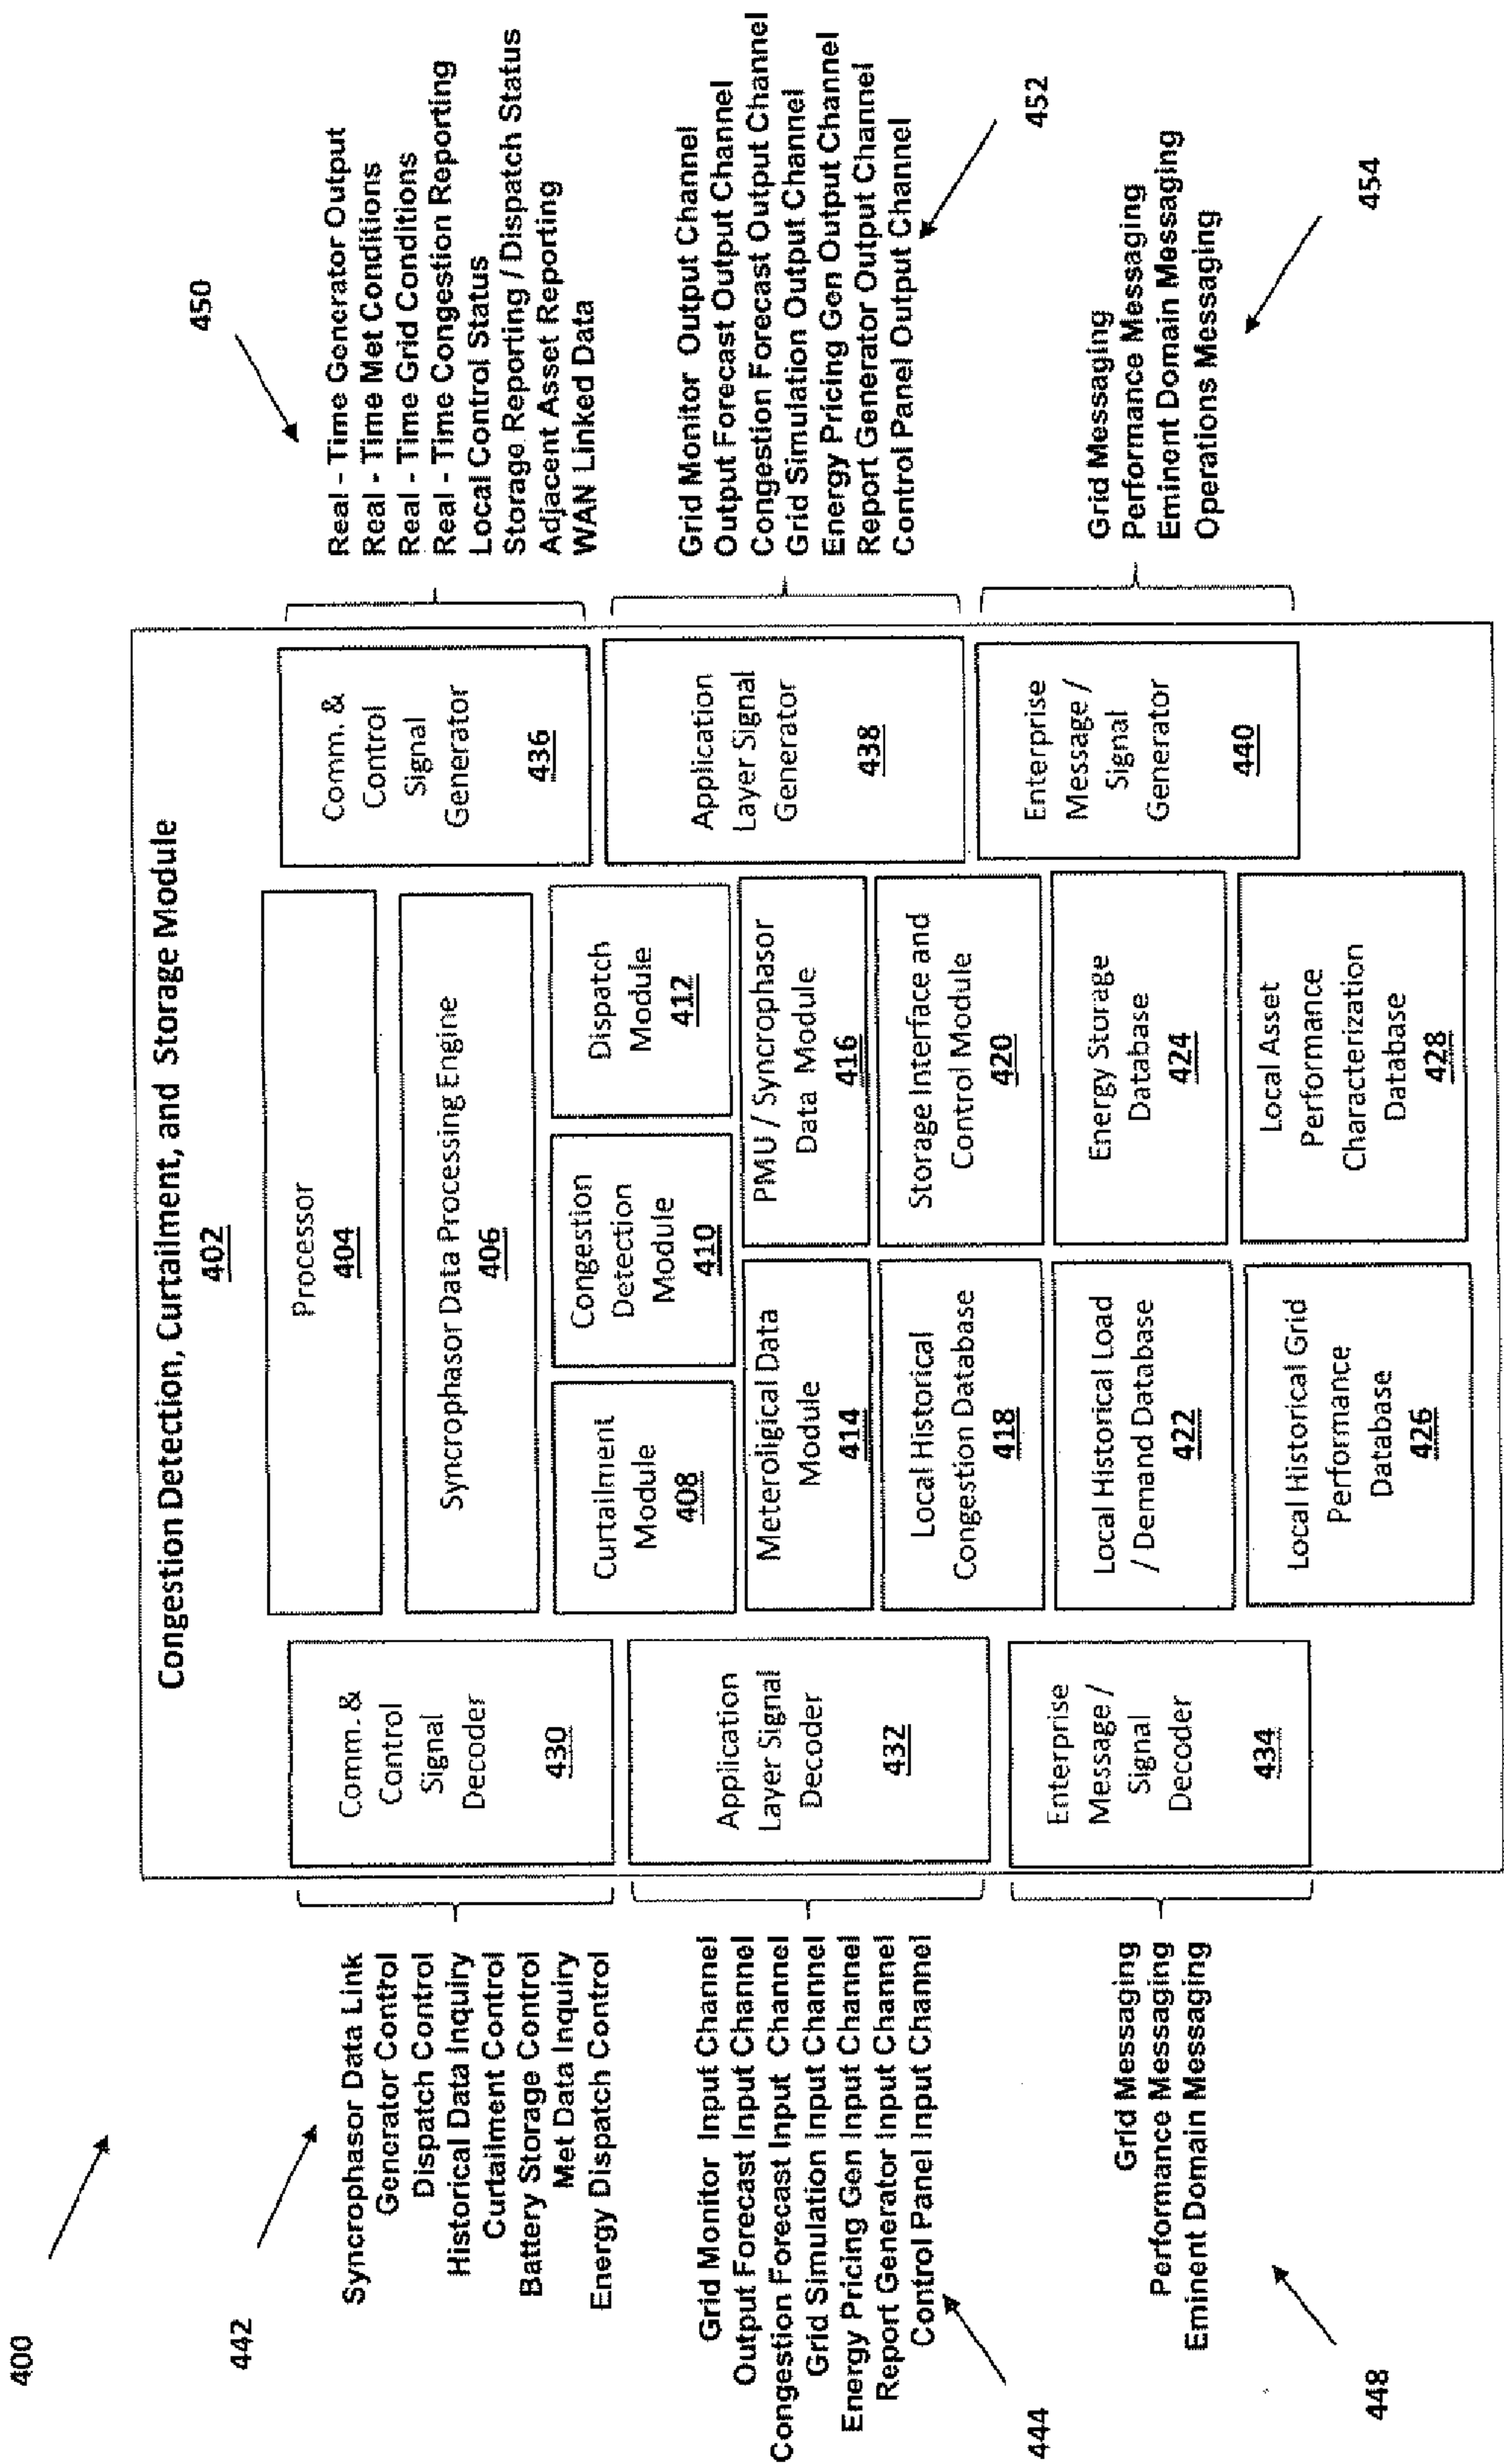 400
442
Syncrophasor Data Link
Generator Control
Dispatch Control
Historical Data Inquiry
Curtailment Control
Battery Storage Control
Met Data Inquiry
Energy Dispatch Control
Grid Monitor Input Channel
Output Forecast Input Channel
Congestion Forecast Input Channel
Grid Simulation Input Channel
Energy Pricing Gen Input Channel
Report Generator Input Channel
Control Panel Input Channel
444
Grid Messaging
Performance Messaging
Eminent Domain Messaging
448
Congestion Detection, Curtailment, and Storage Module
402
Comm. &
Control
Signal
Decoder
430
Application
Layer Signal
Decoder
432
Enterprise
Message /
Signal
Decoder
434
Processor
404
Syncrophasor Data Processing Engine
406
Curtailment
Module
408
Congestion
Detection
Module
410
Dispatch
Module
412
Meteroligical Data
Module
414
PMU / Syncrophasor
Data Module
416
Local Historical
Congestion Database
418
Storage Interface and
Control Module
420
Local Historical Load
/ Demand Database
422
Energy Storage
Database
424
Local Historical Grid
Performance
Database
426
Local Asset
Performance
Characterization
Database
428
Comm. &
Control
Signal
Generator
436
Application
Layer Signal
Generator
438
Enterprise
Message /
Signal
Generator
440
450
Real - Time Generator Output
Real - Time Met Conditions
Real - Time Grid Conditions
Real - Time Congestion Reporting
Local Control Status
Storage Reporting / Dispatch Status
Adjacent Asset Reporting
WAN Linked Data
Grid Monitor Output Channel
Output Forecast Output Channel
Congestion Forecast Output Channel
Grid Simulation Output Channel
Energy Pricing Gen Output Channel
Report Generator Output Channel
Control Panel Output Channel
452
Grid Messaging
Performance Messaging
Eminent Domain Messaging
Operations Messaging
454